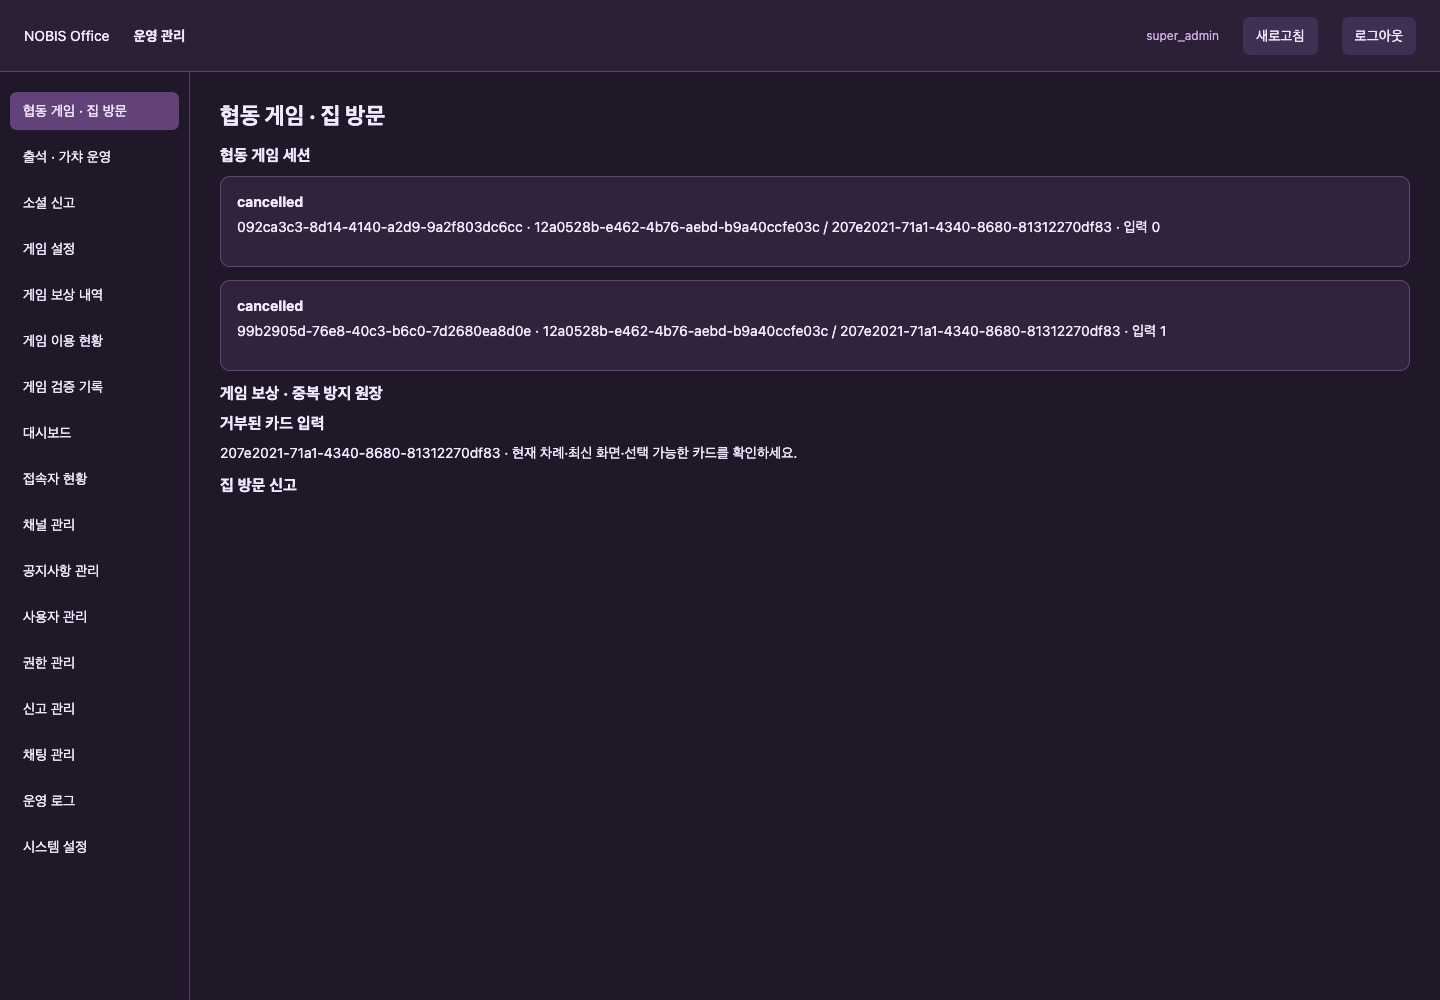 NOBIS Office 운영 관리 super_admin 새로고침 로그아웃
협동 게임 · 집 방문
출석 · 가챠 운영
소셜 신고
게임 설정
게임 보상 내역
게임 이용 현황
게임 검증 기록
대시보드
접속자 현황
채널 관리
공지사항 관리
사용자 관리
권한 관리
신고 관리
채팅 관리
운영 로그
시스템 설정
협동 게임 · 집 방문
협동 게임 세션
cancelled
092ca3c3-8d14-4140-a2d9-9a2f803dc6cc · 12a0528b-e462-4b76-aebd-b9a40ccfe03c / 207e2021-71a1-4340-8680-81312270df83 · 입력 0
cancelled
99b2905d-76e8-40c3-b6c0-7d2680ea8d0e · 12a0528b-e462-4b76-aebd-b9a40ccfe03c / 207e2021-71a1-4340-8680-81312270df83 · 입력 1
게임 보상 · 중복 방지 원장
거부된 카드 입력
207e2021-71a1-4340-8680-81312270df83 · 현재 차례·최신 화면·선택 가능한 카드를 확인하세요.
집 방문 신고